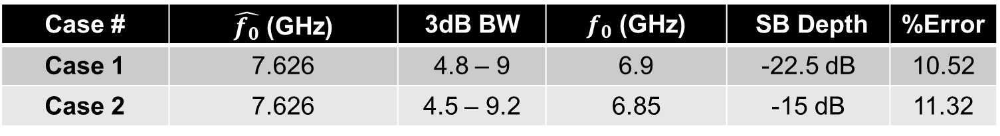 Case # $\widehat{f_0}$ (GHz) 3dB BW $f_0$ (GHz) SB Depth %Error
Case 1 7.626 4.8 – 9 6.9 -22.5 dB 10.52
Case 2 7.626 4.5 – 9.2 6.85 -15 dB 11.32